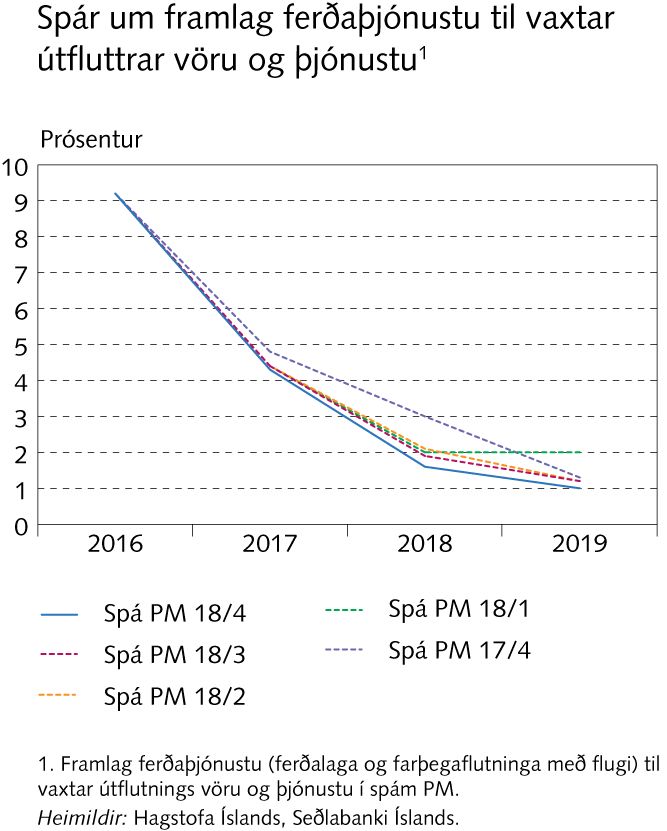 Spár um framlag ferðaþjónustu til vaxtar
útfluttrar vöru og þjónustu¹
Prósentur
10
9
8
7
6
5
4
3
2
1
0
2016 2017 2018 2019
Spá PM 18/4
Spá PM 18/3
Spá PM 18/2
Spá PM 18/1
Spá PM 17/4
1. Framlag ferðaþjónustu (ferðalaga og farþegaflutninga með flugi) til
vaxtar útflutnings vöru og þjónustu í spám PM.
Heimildir: Hagstofa Íslands, Seðlabanki Íslands.